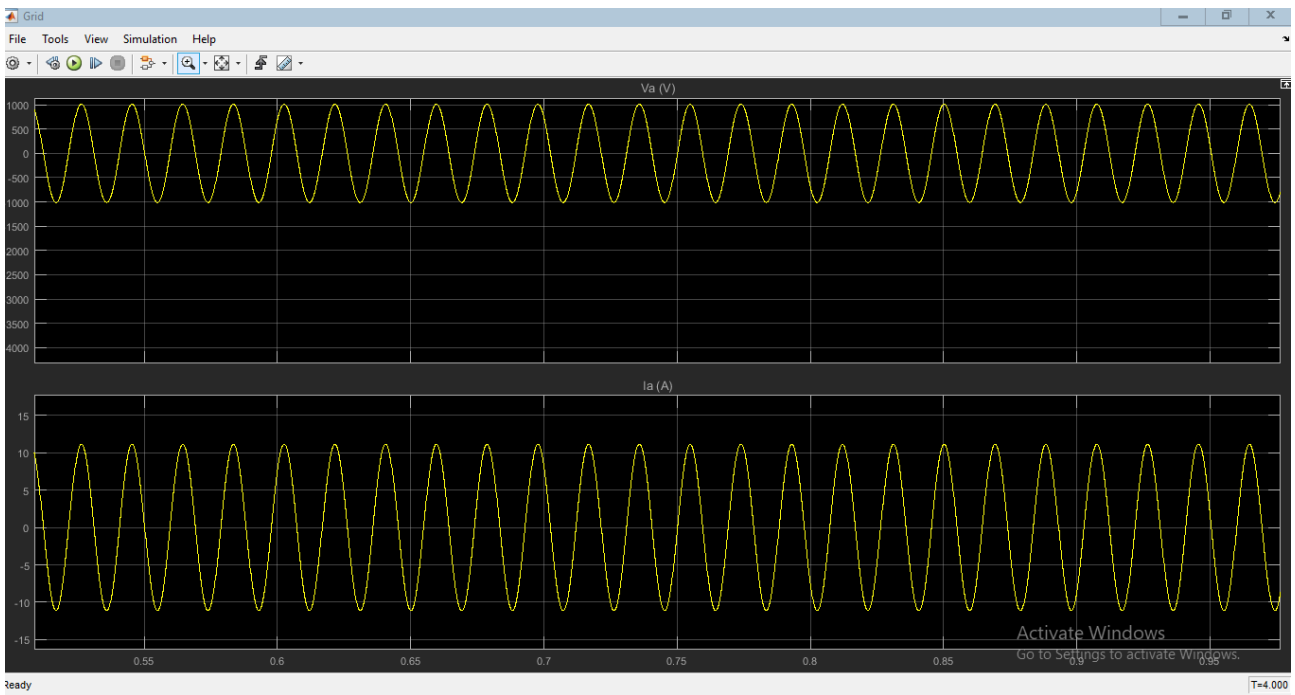 Grid
File Tools View Simulation Help
Va (V)
1000
500
0
-500
1000
1500
2000
2500
3000
3500
4000
Ia (A)
15
10
5
0
-5
-10
-15
0.55 0.6 0.65 0.7 0.75 0.8 0.85 0.9 0.95
Activate Windows
Go to Settings to activate Windows.
Ready T=4.000